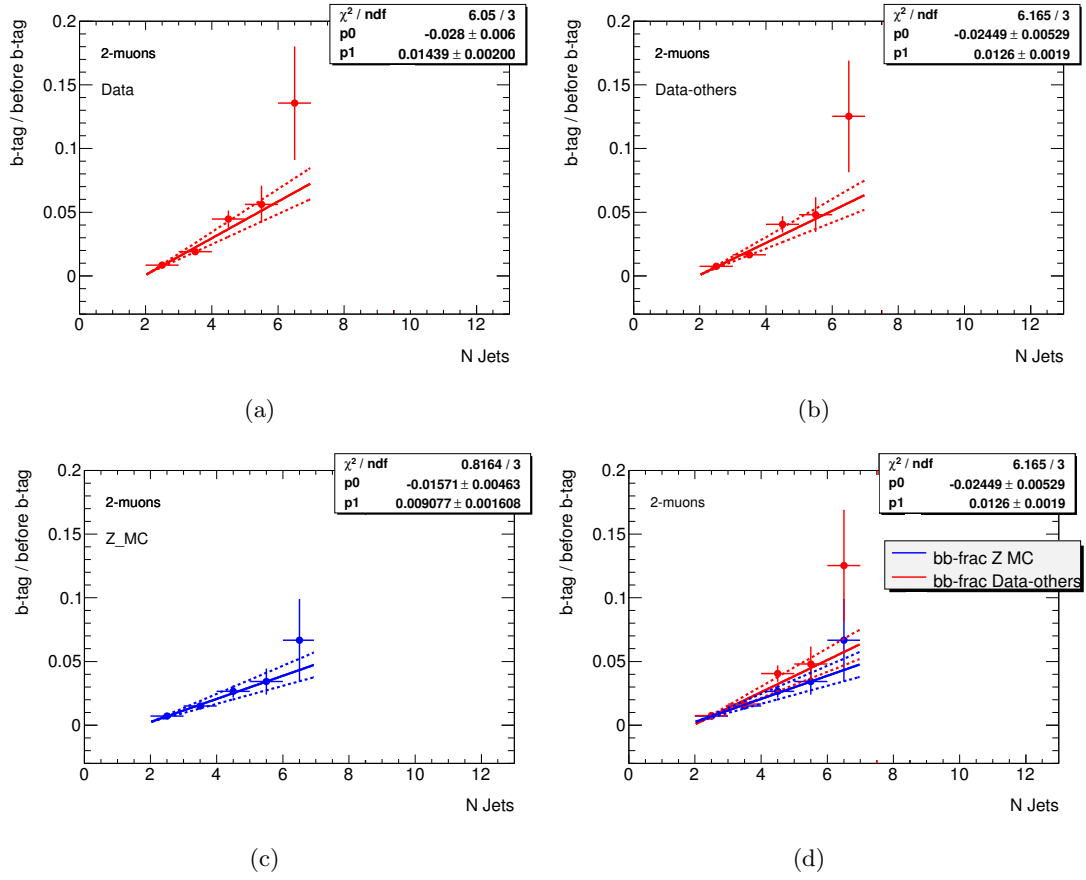 χ² / ndf 6.05 / 3
p0 -0.028 ± 0.006
p1 0.01439 ± 0.00200
b-tag / before b-tag
2-muons
Data
0.2
0.15
0.1
0.05
0
0 2 4 6 8 10 12
N Jets
(a)
χ² / ndf 6.165 / 3
p0 -0.02449 ± 0.00529
p1 0.0126 ± 0.0019
b-tag / before b-tag
2-muons
Data-others
0.2
0.15
0.1
0.05
0
0 2 4 6 8 10 12
N Jets
(b)
χ² / ndf 0.8164 / 3
p0 -0.01571 ± 0.00463
p1 0.009077 ± 0.001608
b-tag / before b-tag
2-muons
Z_MC
0.2
0.15
0.1
0.05
0
0 2 4 6 8 10 12
N Jets
(c)
χ² / ndf 6.165 / 3
p0 -0.02449 ± 0.00529
p1 0.0126 ± 0.0019
b-tag / before b-tag
2-muons
bb-frac Z MC
bb-frac Data-others
0.2
0.15
0.1
0.05
0
0 2 4 6 8 10 12
N Jets
(d)